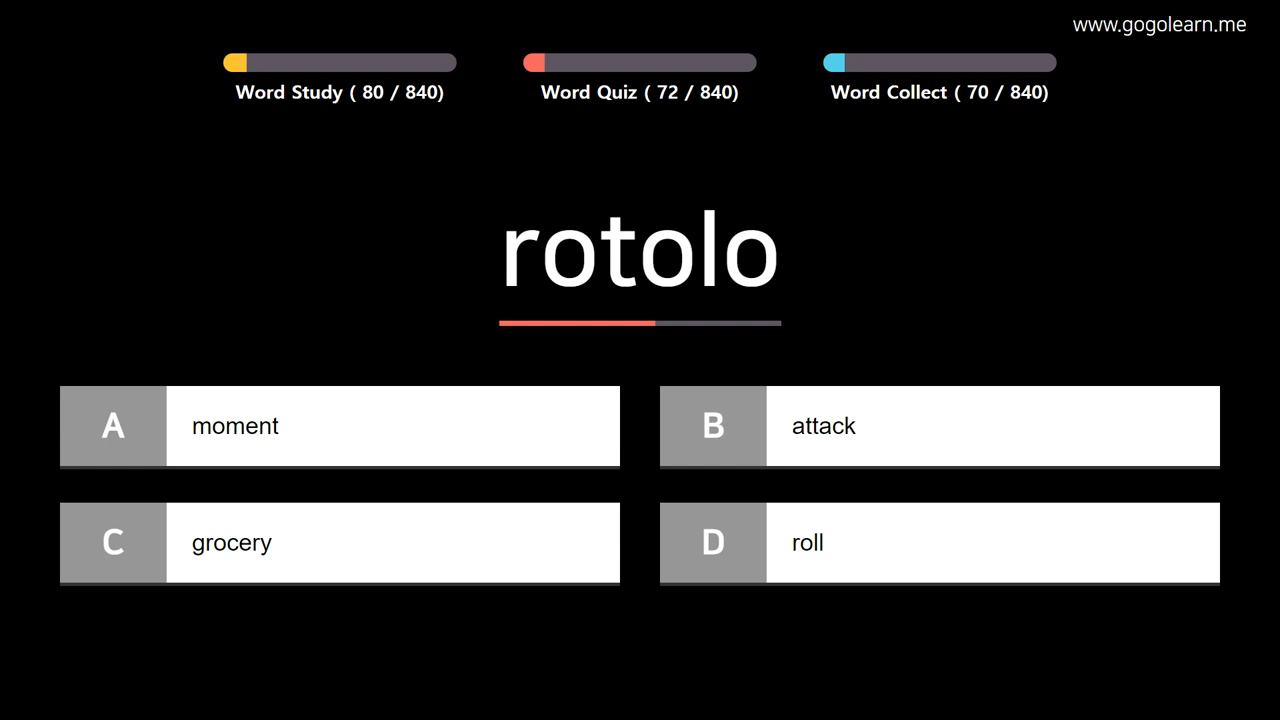 www.gogolearn.me
Word Study ( 80 / 840)
Word Quiz ( 72 / 840)
Word Collect ( 70 / 840)
rotolo
A moment
B attack
C grocery
D roll